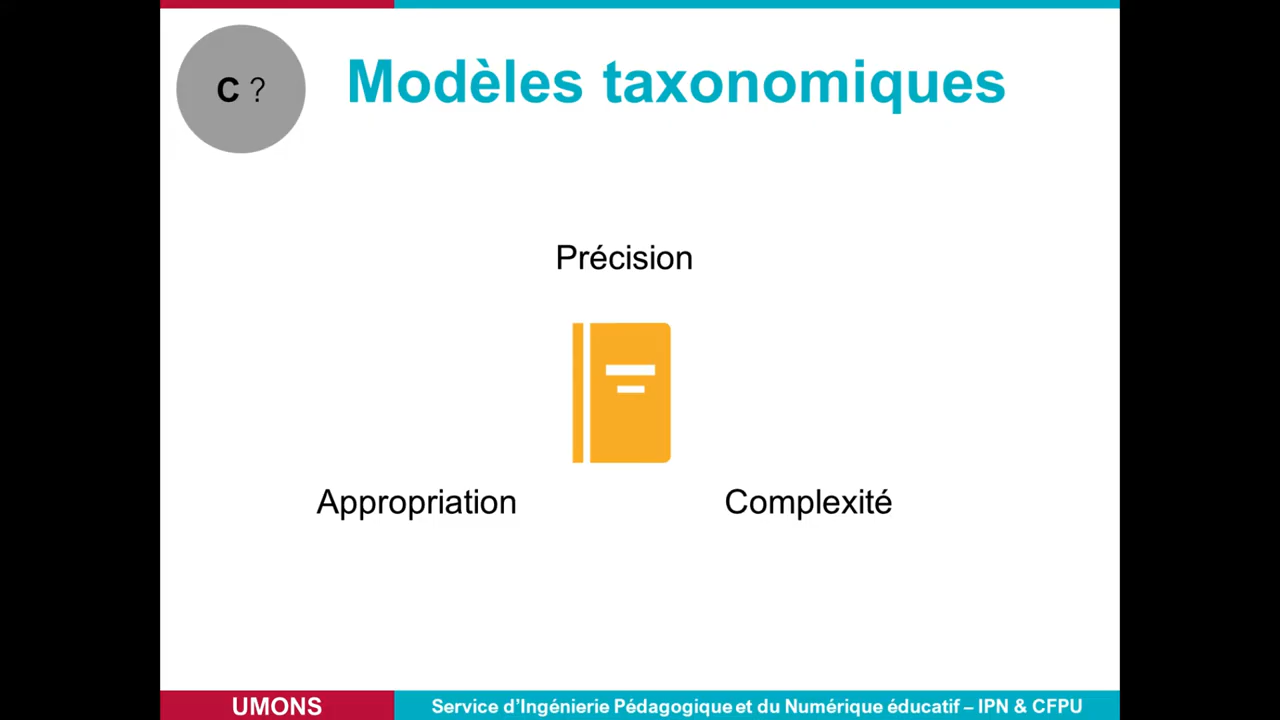 C ?
Modèles taxonomiques
Précision
Appropriation
Complexité
UMONS
Service d'Ingénierie Pédagogique et du Numérique éducatif – IPN & CFPU